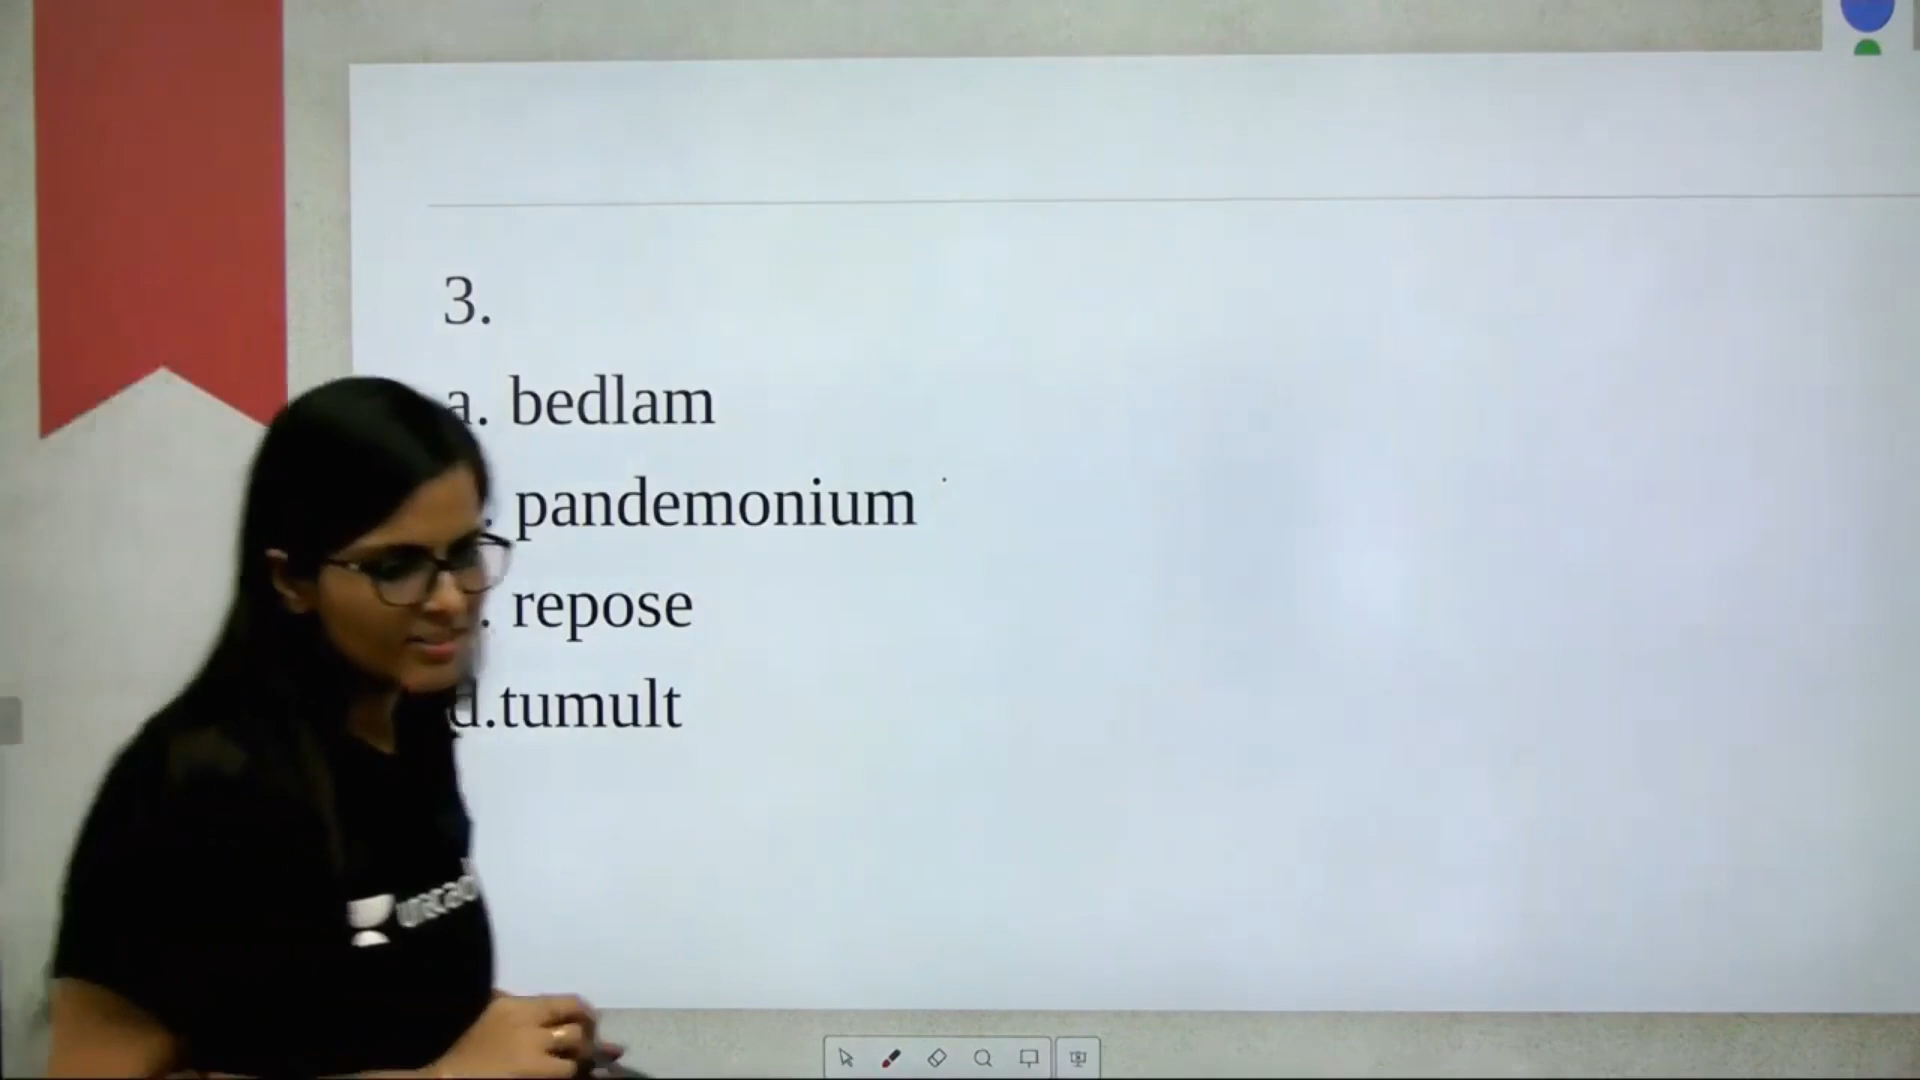 3.
a. bedlam
. pandemonium
. repose
d.tumult